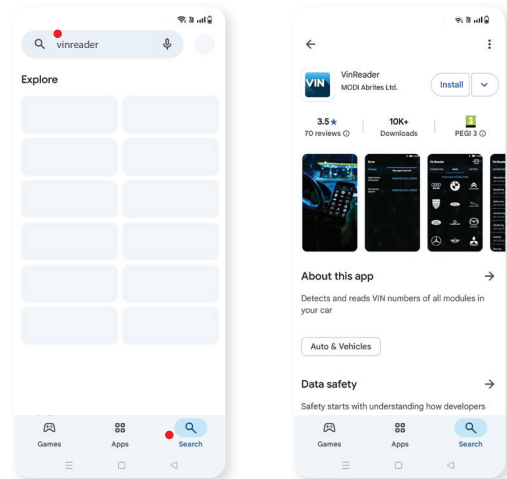 vinreader
Explore
Games
Apps
Search
VIN
VinReader
MODI Abrites Ltd.
Install
3.5★
70 reviews
10K+
Downloads
3
PEGI 3
About this app
Detects and reads VIN numbers of all modules in
your car
Auto & Vehicles
Data safety
Safety starts with understanding how developers
Games
Apps
Search